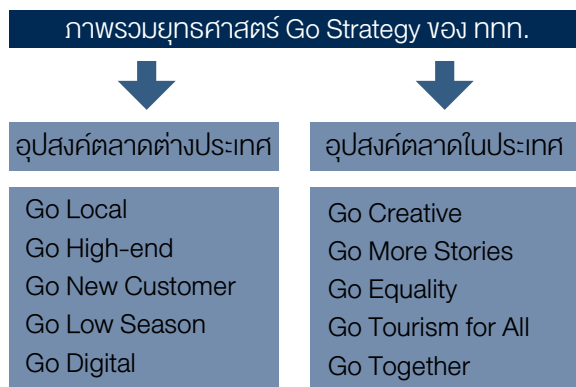 ภาพรวมยุทธศาสตร์ Go Strategy ของ ททท.
อุปสงค์ตลาดต่างประเทศ
Go Local
Go High-end
Go New Customer
Go Low Season
Go Digital
อุปสงค์ตลาดในประเทศ
Go Creative
Go More Stories
Go Equality
Go Tourism for All
Go Together